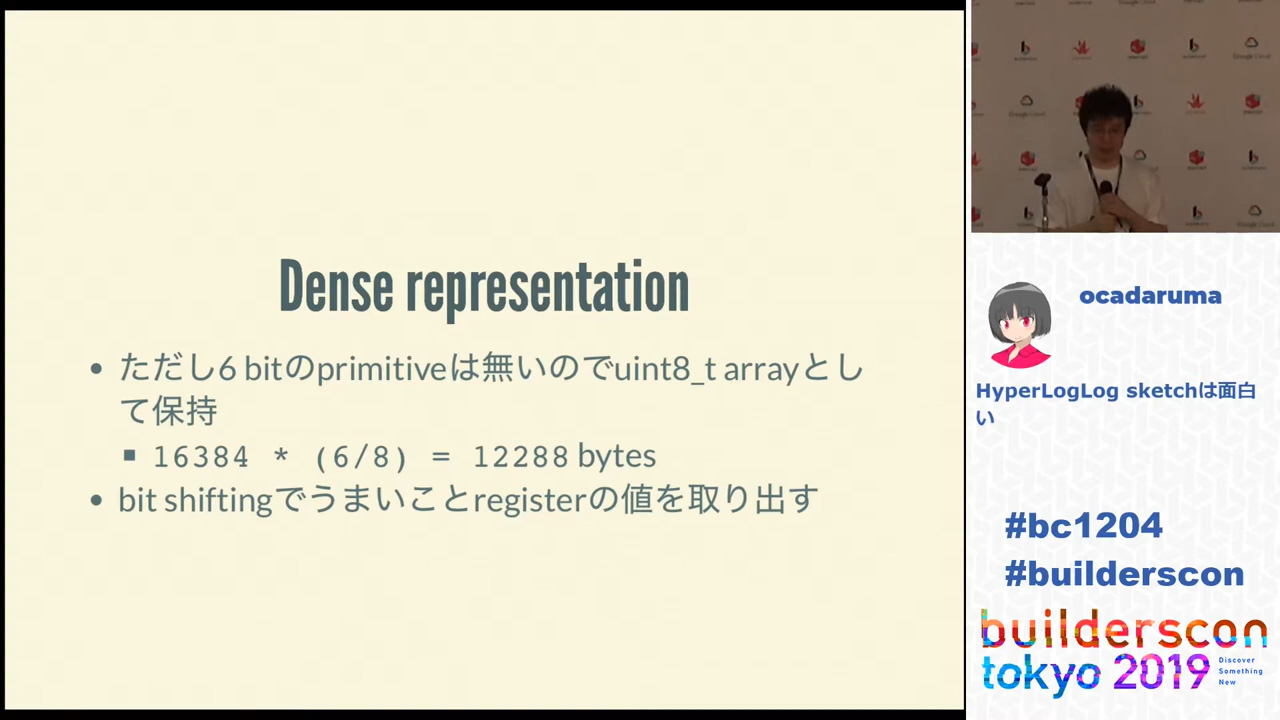 Dense representation
• ただし6 bitのprimitiveは無いのでuint8_t arrayとし
て保持
▪ 16384 * (6/8) = 12288 bytes
• bit shiftingでうまいことregisterの値を取り出す
ocadaruma
HyperLogLog sketchは面白
い
#bc1204
#builderscon
builderscon
tokyo 2019
Discover
Something
New